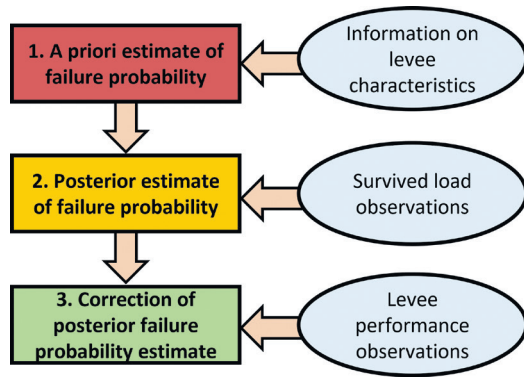 1. A priori estimate of
failure probability
Information on
levee
characteristics
2. Posterior estimate
of failure probability
Survived load
observations
3. Correction of
posterior failure
probability estimate
Levee
performance
observations